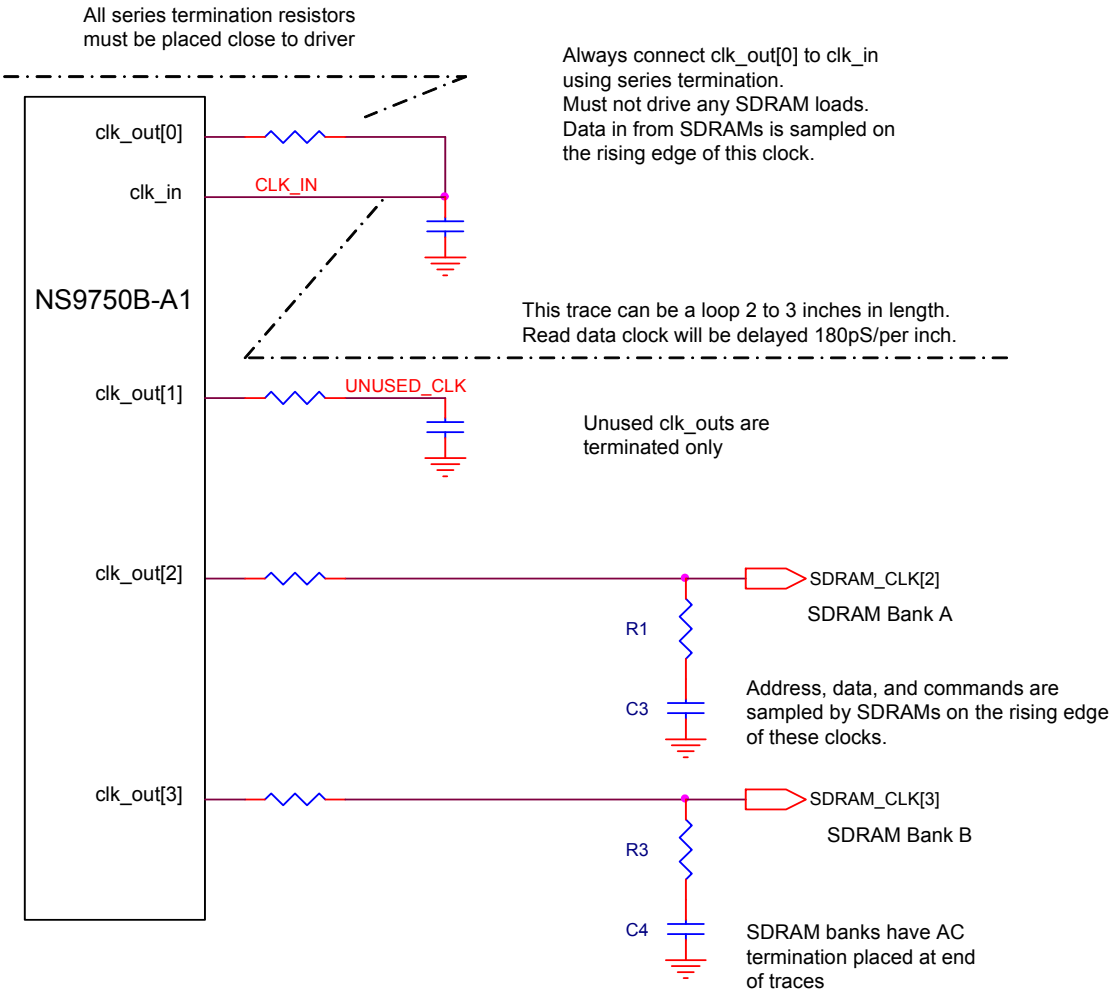 All series termination resistors
must be placed close to driver
Always connect clk_out[0] to clk_in
using series termination.
Must not drive any SDRAM loads.
Data in from SDRAMs is sampled on
the rising edge of this clock.
clk_out[0]
clk_in
CLK_IN
NS9750B-A1
This trace can be a loop 2 to 3 inches in length.
Read data clock will be delayed 180pS/per inch.
clk_out[1]
UNUSED_CLK
Unused clk_outs are
terminated only
clk_out[2]
SDRAM_CLK[2]
SDRAM Bank A
R1
C3
Address, data, and commands are
sampled by SDRAMs on the rising edge
of these clocks.
clk_out[3]
SDRAM_CLK[3]
SDRAM Bank B
R3
C4
SDRAM banks have AC
termination placed at end
of traces